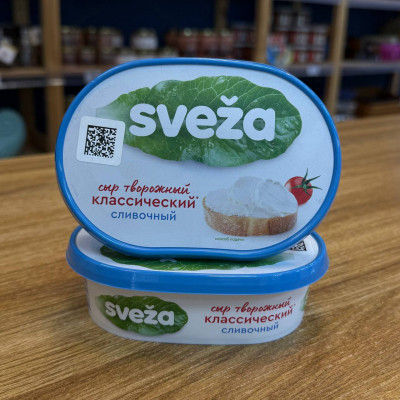 sveža
сыр творожный
классический*
сливочный
sveža
сыр творожный
классический*
сливочный